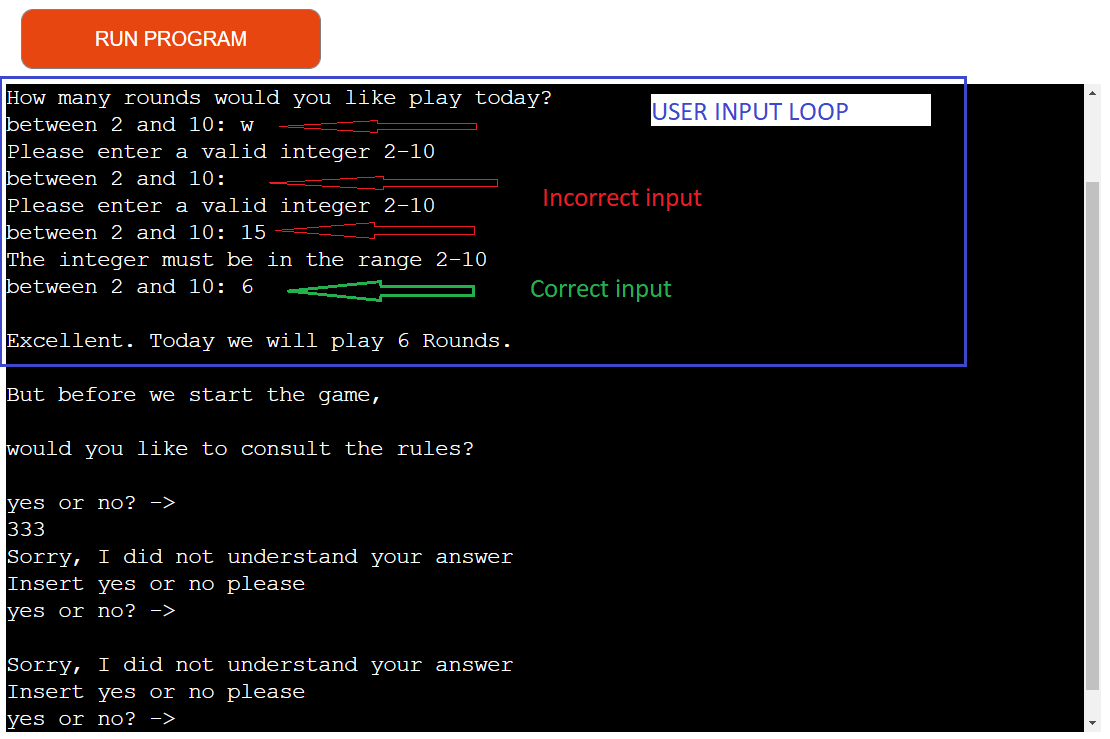 RUN PROGRAM
How many rounds would you like play today?
USER INPUT LOOP
between 2 and 10: w
Please enter a valid integer 2-10
between 2 and 10:
Incorrect input
Please enter a valid integer 2-10
between 2 and 10: 15
The integer must be in the range 2-10
between 2 and 10: 6
Correct input
Excellent. Today we will play 6 Rounds.
But before we start the game,
would you like to consult the rules?
yes or no? ->
333
Sorry, I did not understand your answer
Insert yes or no please
yes or no? ->
Sorry, I did not understand your answer
Insert yes or no please
yes or no? ->